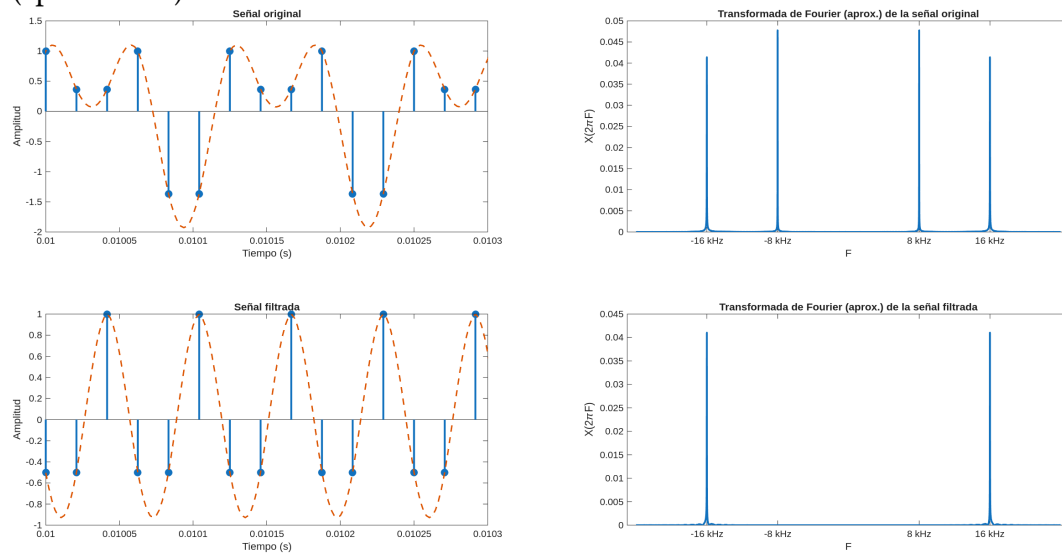 Señal original
1.5
1
0.5
0
-0.5
-1
-1.5
-2
Amplitud
0.01
0.01005
0.0101
0.01015
0.0102
0.01025
0.0103
Tiempo (s)
Transformada de Fourier (aprox.) de la señal original
0.05
0.045
0.04
0.035
0.03
0.025
0.02
0.015
0.01
0.005
0
X(2πF)
-16 kHz
-8 kHz
8 kHz
16 kHz
F
Señal filtrada
1
0.8
0.6
0.4
0.2
0
-0.2
-0.4
-0.6
-0.8
-1
Amplitud
0.01
0.01005
0.0101
0.01015
0.0102
0.01025
0.0103
Tiempo (s)
Transformada de Fourier (aprox.) de la señal filtrada
0.045
0.04
0.035
0.03
0.025
0.02
0.015
0.01
0.005
0
X(2πF)
-16 kHz
-8 kHz
8 kHz
16 kHz
F